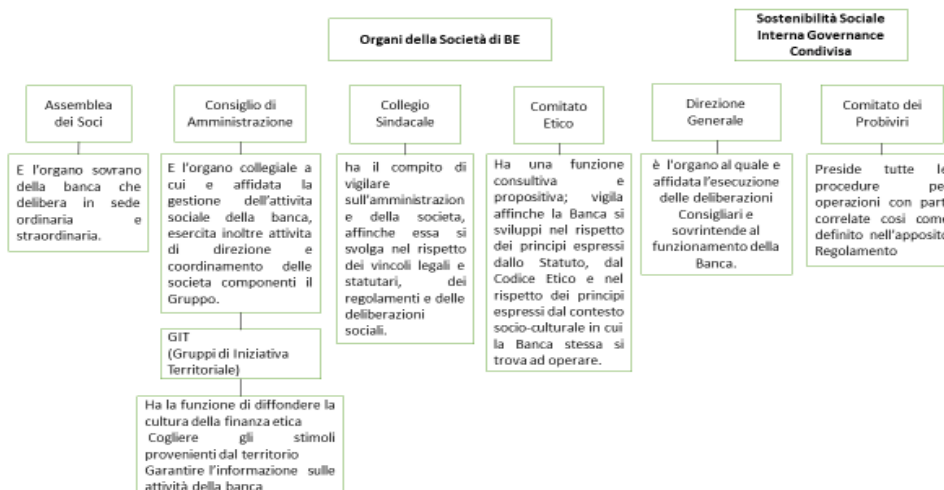 Organi della Società di BE
Sostenibilità Sociale
Interna Governance
Condivisa
Assemblea
dei Soci
E l'organo sovrano
della banca che
delibera in sede
ordinaria e
straordinaria.
Consiglio di
Amministrazione
E l'organo collegiale a
cui e affidata la
gestione dell'attivita
sociale della banca,
esercita inoltre attivita
di direzione e
coordinamento delle
societa componenti il
Gruppo.
GIT
(Gruppi di Iniziativa
Territoriale)
Ha la funzione di diffondere la
cultura della finanza etica
Cogliere gli stimoli
provenienti dal territorio
Garantire l'informazione sulle
attività della banca
Collegio
Sindacale
ha il compito di
vigilare
sull'amministrazion
e della societa,
affinche essa si
svolga nel rispetto
dei vincoli legali e
statutari, dei
regolamenti e delle
deliberazioni
sociali.
Comitato
Etico
Ha una funzione
consultiva e
propositiva; vigila
affinche la Banca si
sviluppi nel rispetto
dei principi espressi
dallo Statuto, dal
Codice Etico e nel
rispetto dei principi
espressi dal contesto
socio-culturale in cui
la Banca stessa si
trova ad operare.
Direzione
Generale
è l'organo al quale e
affidata l'esecuzione
delle deliberazioni
Consigliari e
sovrintende al
funzionamento della
Banca.
Comitato dei
Probiviri
Preside tutte le
procedure pe
operazioni con part
correlate cosi come
definito nell'apposito
Regolamento